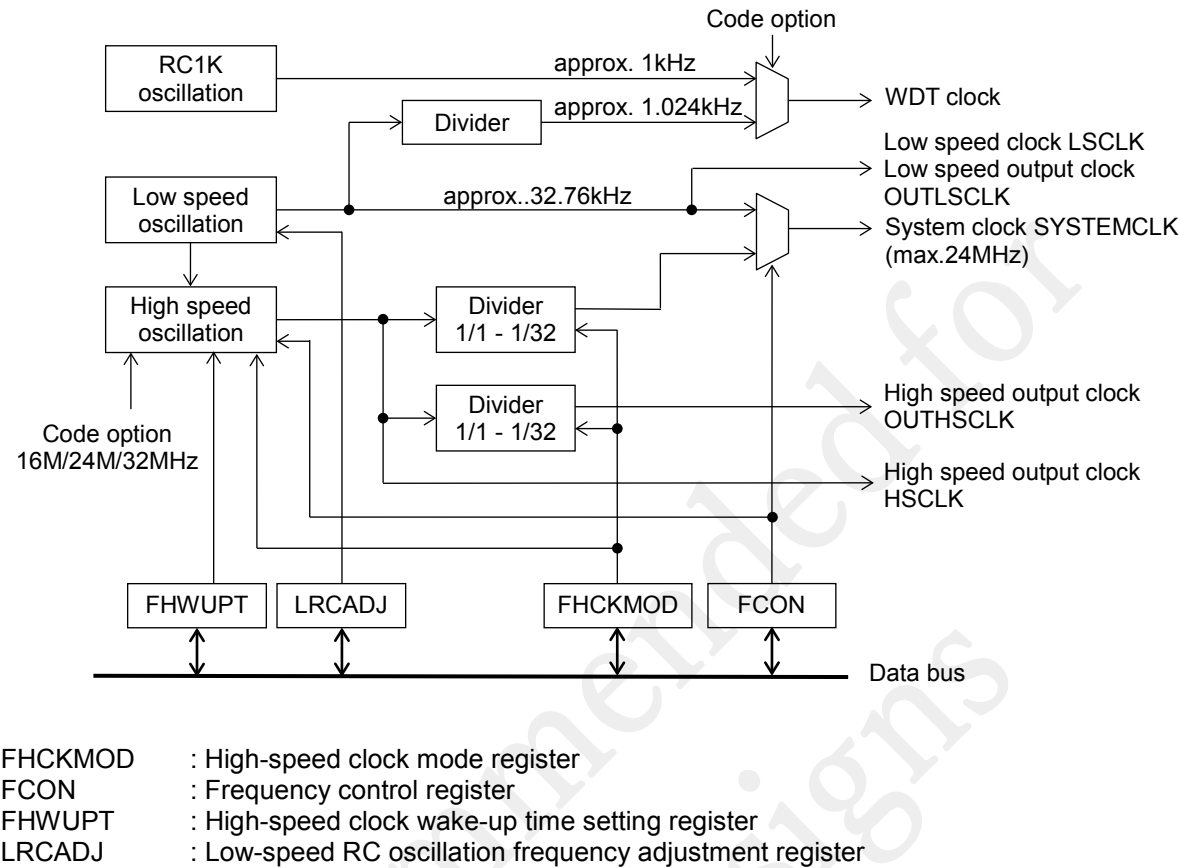 Code option
RC1K
oscillation
approx. 1kHz
WDT clock
Divider
approx. 1.024kHz
Low speed clock LSCLK
Low speed output clock
OUTLSCLK
Low speed
oscillation
approx..32.76kHz
System clock SYSTEMCLK
(max.24MHz)
High speed
oscillation
Divider
1/1 - 1/32
Divider
1/1 - 1/32
High speed output clock
OUTHSCLK
Code option
16M/24M/32MHz
High speed output clock
HSCLK
FHWUPT
LRCADJ
FHCKMOD
FCON
Data bus
FHCKMOD : High-speed clock mode register
FCON : Frequency control register
FHWUPT : High-speed clock wake-up time setting register
LRCADJ : Low-speed RC oscillation frequency adjustment register
mmended for
signs